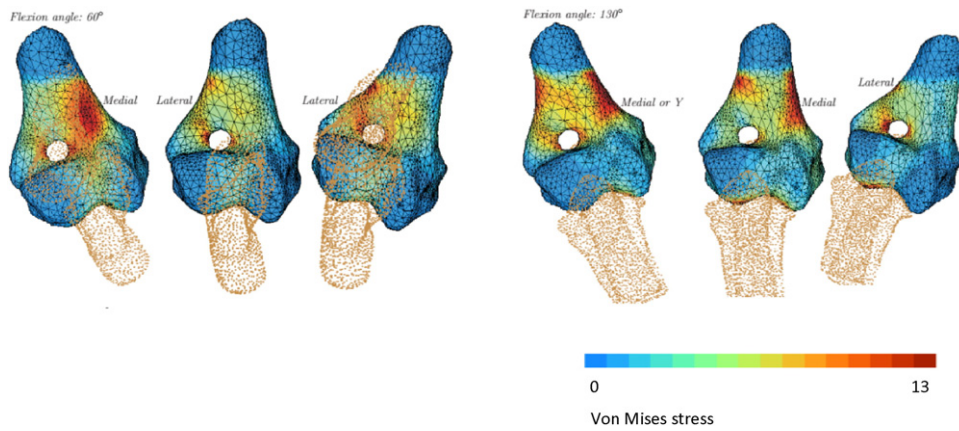 Flexion angle: 60°
Medial
Lateral
Lateral
Flexion angle: 130°
Medial or Y
Medial
Lateral
0
13
Von Mises stress